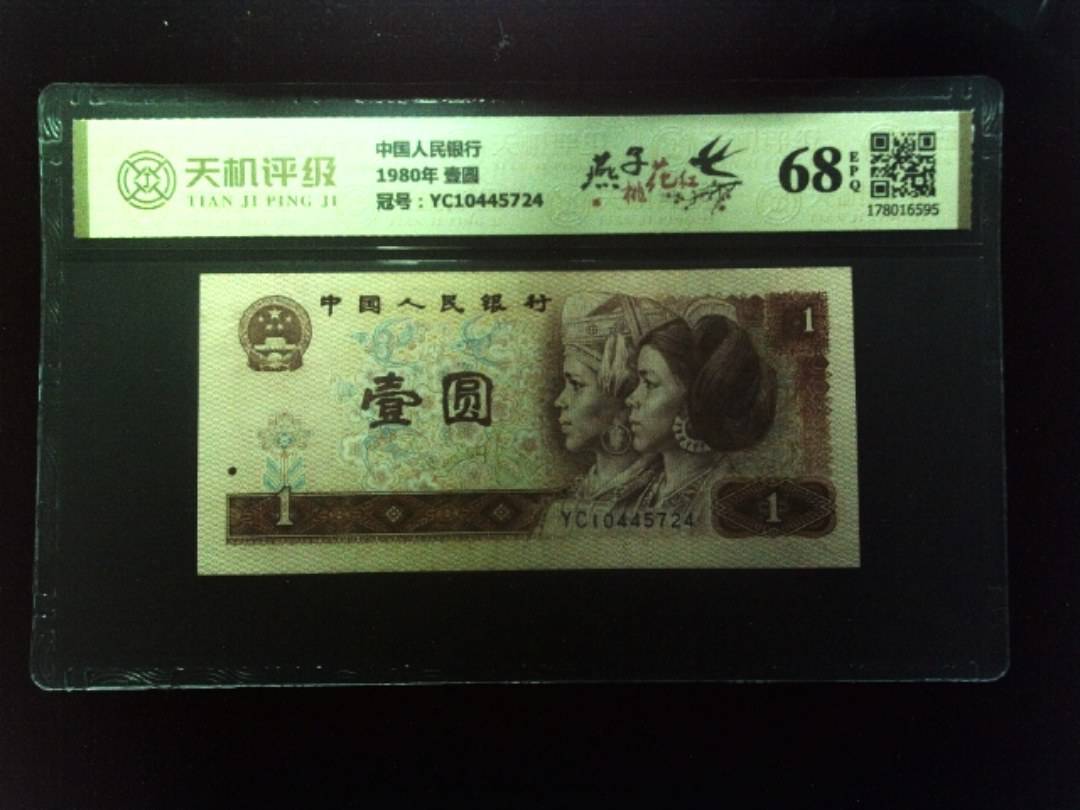 天机评级
TIAN JI PING JI
中国人民银行
1980年 壹圆
冠号：YC10445724
燕子
桃花红
68
EPQ
178016595
中国人民银行
壹圆
1
1
YC10445724
1